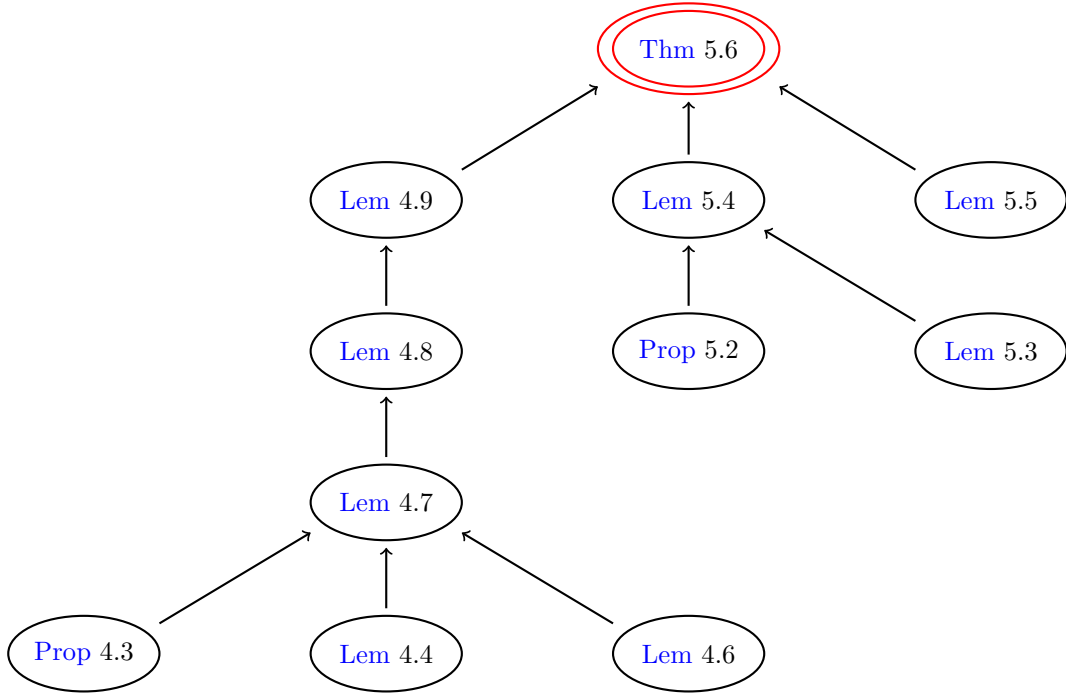 Thm 5.6
Lem 4.9
Lem 5.4
Lem 5.5
Lem 4.8
Prop 5.2
Lem 5.3
Lem 4.7
Prop 4.3
Lem 4.4
Lem 4.6